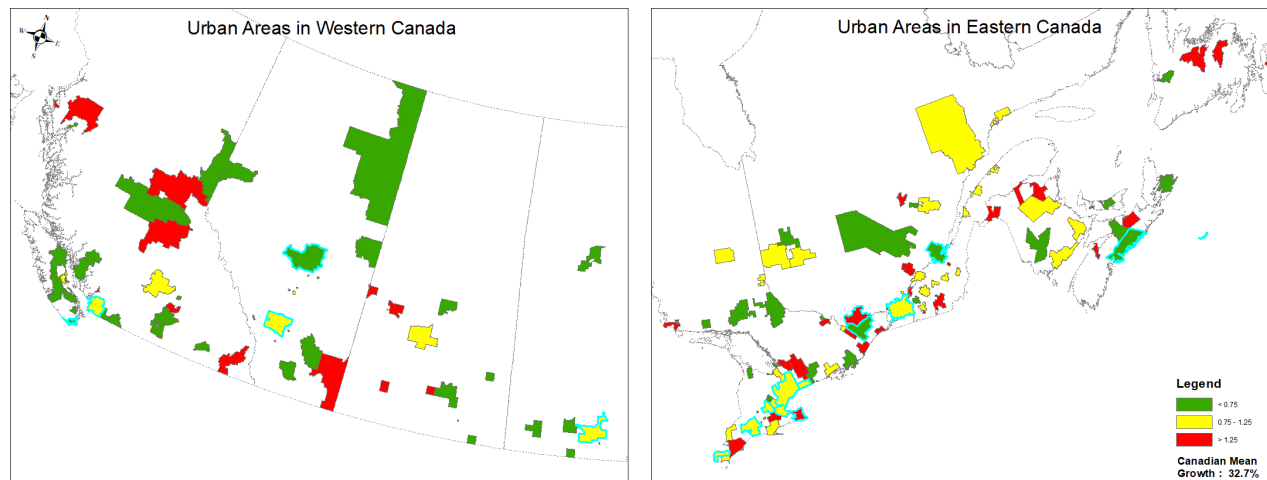 Urban Areas in Western Canada
N
W
E
S
Urban Areas in Eastern Canada
Legend
< 0.75
0.75 - 1.25
> 1.25
Canadian Mean
Growth : 32.7%